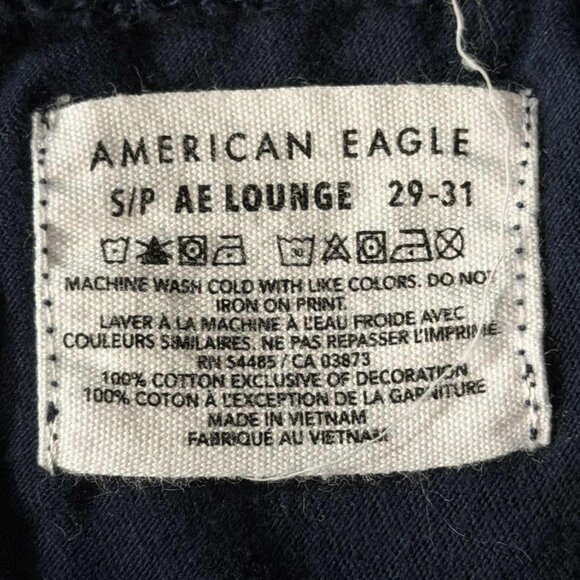 AMERICAN EAGLE
S/P AE LOUNGE 29-31
MACHINE WASH COLD WITH LIKE COLORS. DO NOT
IRON ON PRINT
LAVER À LA MACHINE À L'EAU FROIDE AVEC
COULEURS SIMILAIRES. NE PAS REPASSER L'IMPRIMÉ
RN 54485 / CA 03873
100% COTTON EXCLUSIVE OF DECORATION
100% COTON À L'EXCEPTION DE LA GARNITURE
MADE IN VIETNAM
FABRIQUÉ AU VIETNAM